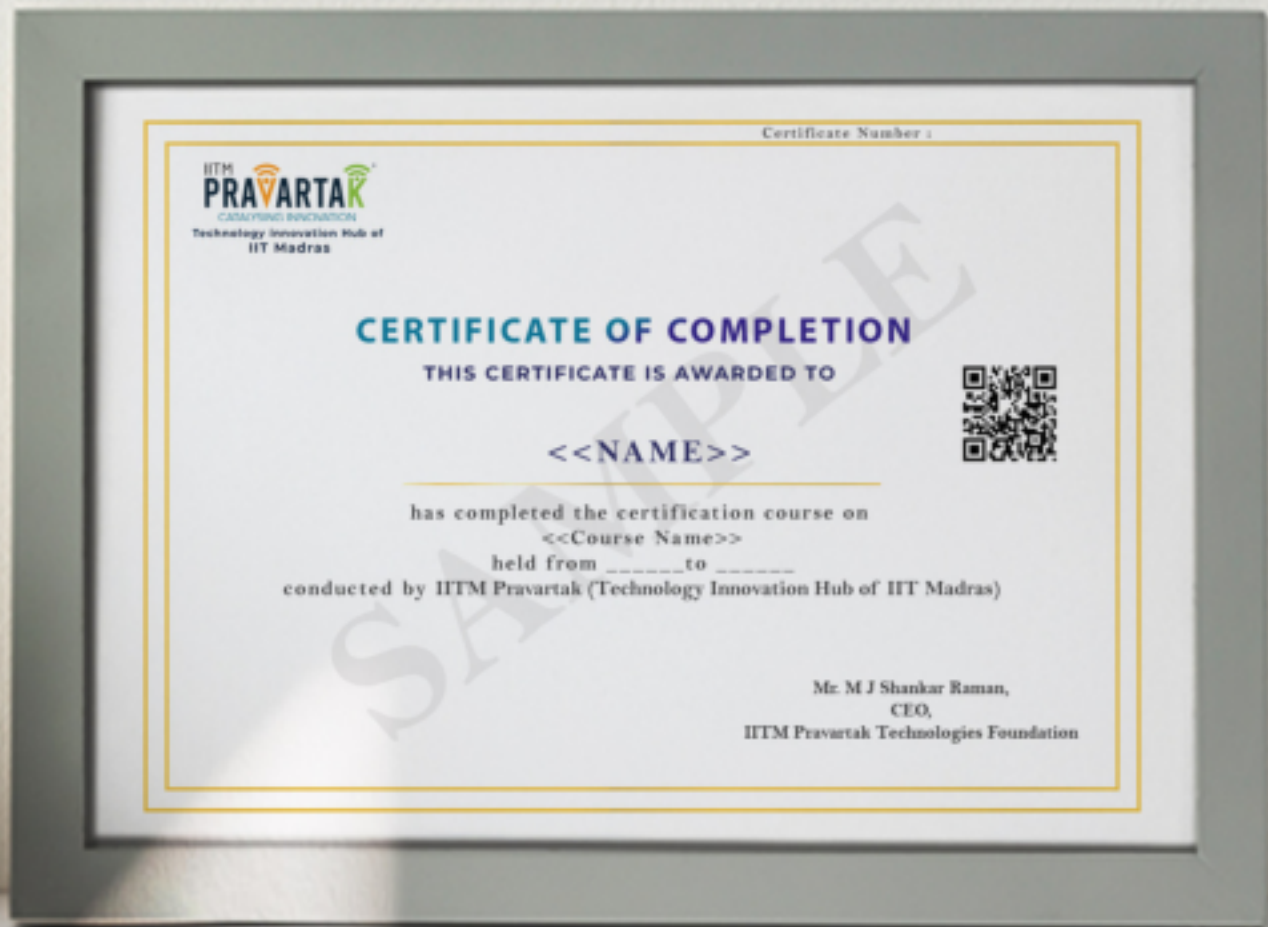 Certificate Number :
IITM
PRAVARTAK
CATALYSING INNOVATION
Technology Innovation Hub of
IIT Madras
CERTIFICATE OF COMPLETION
THIS CERTIFICATE IS AWARDED TO
<<NAME>>
has completed the certification course on
<<Course Name>>
held from ______to ______
conducted by IITM Pravartak (Technology Innovation Hub of IIT Madras)
SAMPLE
Mr. M J Shankar Raman,
CEO,
IITM Pravartak Technologies Foundation